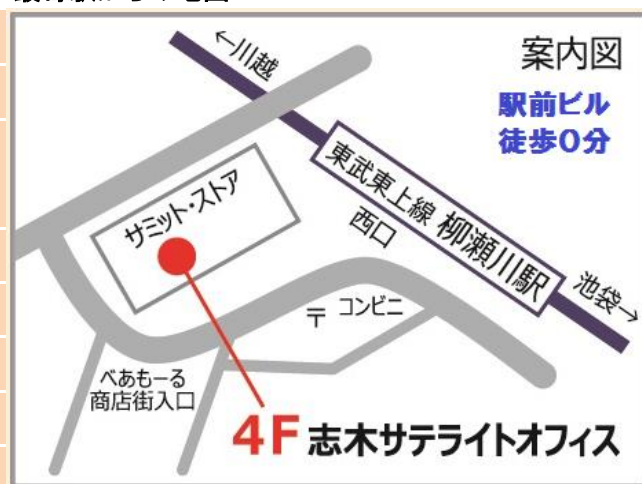 案内図
駅前ビル
徒歩0分
←川越
東武東上線 柳瀬川駅
西口
池袋→
サミット・ストア
〒 コンビニ
べあもーる
商店街入口
4F 志木サテライトオフィス